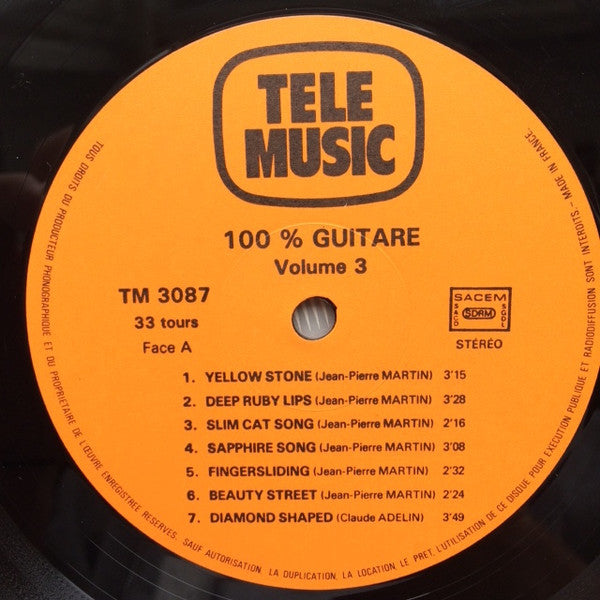 TELE
MUSIC
100 % GUITARE
Volume 3
TM 3087
33 tours
Face A
SACEM
SACD
SDRM
SGDL
STÉRÉO
1. YELLOW STONE (Jean-Pierre MARTIN) 3'15
2. DEEP RUBY LIPS (Jean-Pierre MARTIN) 3'28
3. SLIM CAT SONG (Jean-Pierre MARTIN) 2'16
4. SAPPHIRE SONG (Jean-Pierre MARTIN) 3'08
5. FINGERSLIDING (Jean-Pierre MARTIN) 2'32
6. BEAUTY STREET (Jean-Pierre MARTIN) 2'24
7. DIAMOND SHAPED (Claude ADELIN) 3'49
TOUS DROITS DU PRODUCTEUR PHONOGRAPHIQUE ET DU PROPRIETAIRE DE L'ŒUVRE ENREGISTREE RESERVES. SAUF AUTORISATION, LA DUPLICATION, LA LOCATION, LE PRET, L'UTILISATION DE CE DISQUE POUR EXECUTION PUBLIQUE ET RADIODIFFUSION SONT INTERDITS. - MADE IN FRANCE.